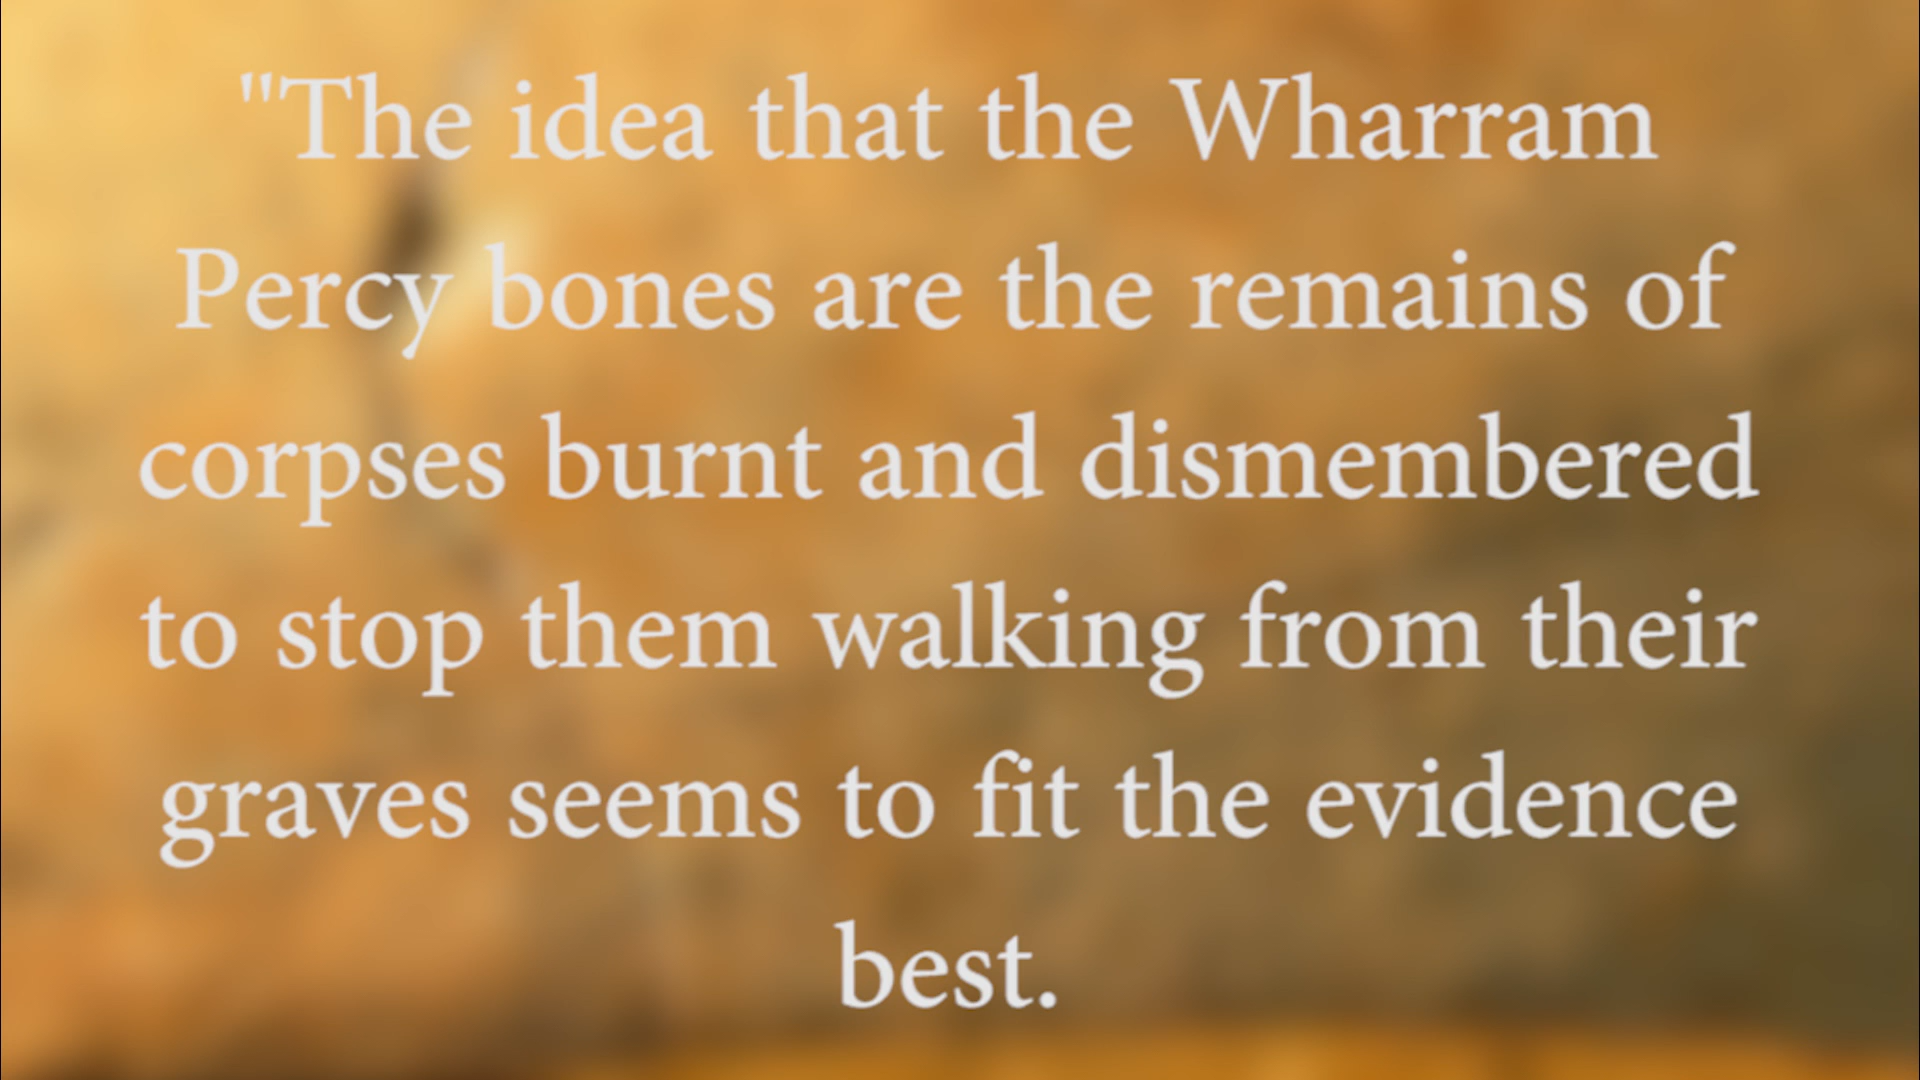 "The idea that the Wharram
Percy bones are the remains of
corpses burnt and dismembered
to stop them walking from their
graves seems to fit the evidence
best.